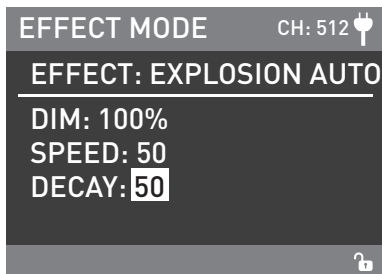 EFFECT MODE CH: 512
EFFECT: EXPLOSION AUTO
DIM: 100%
SPEED: 50
DECAY: 50